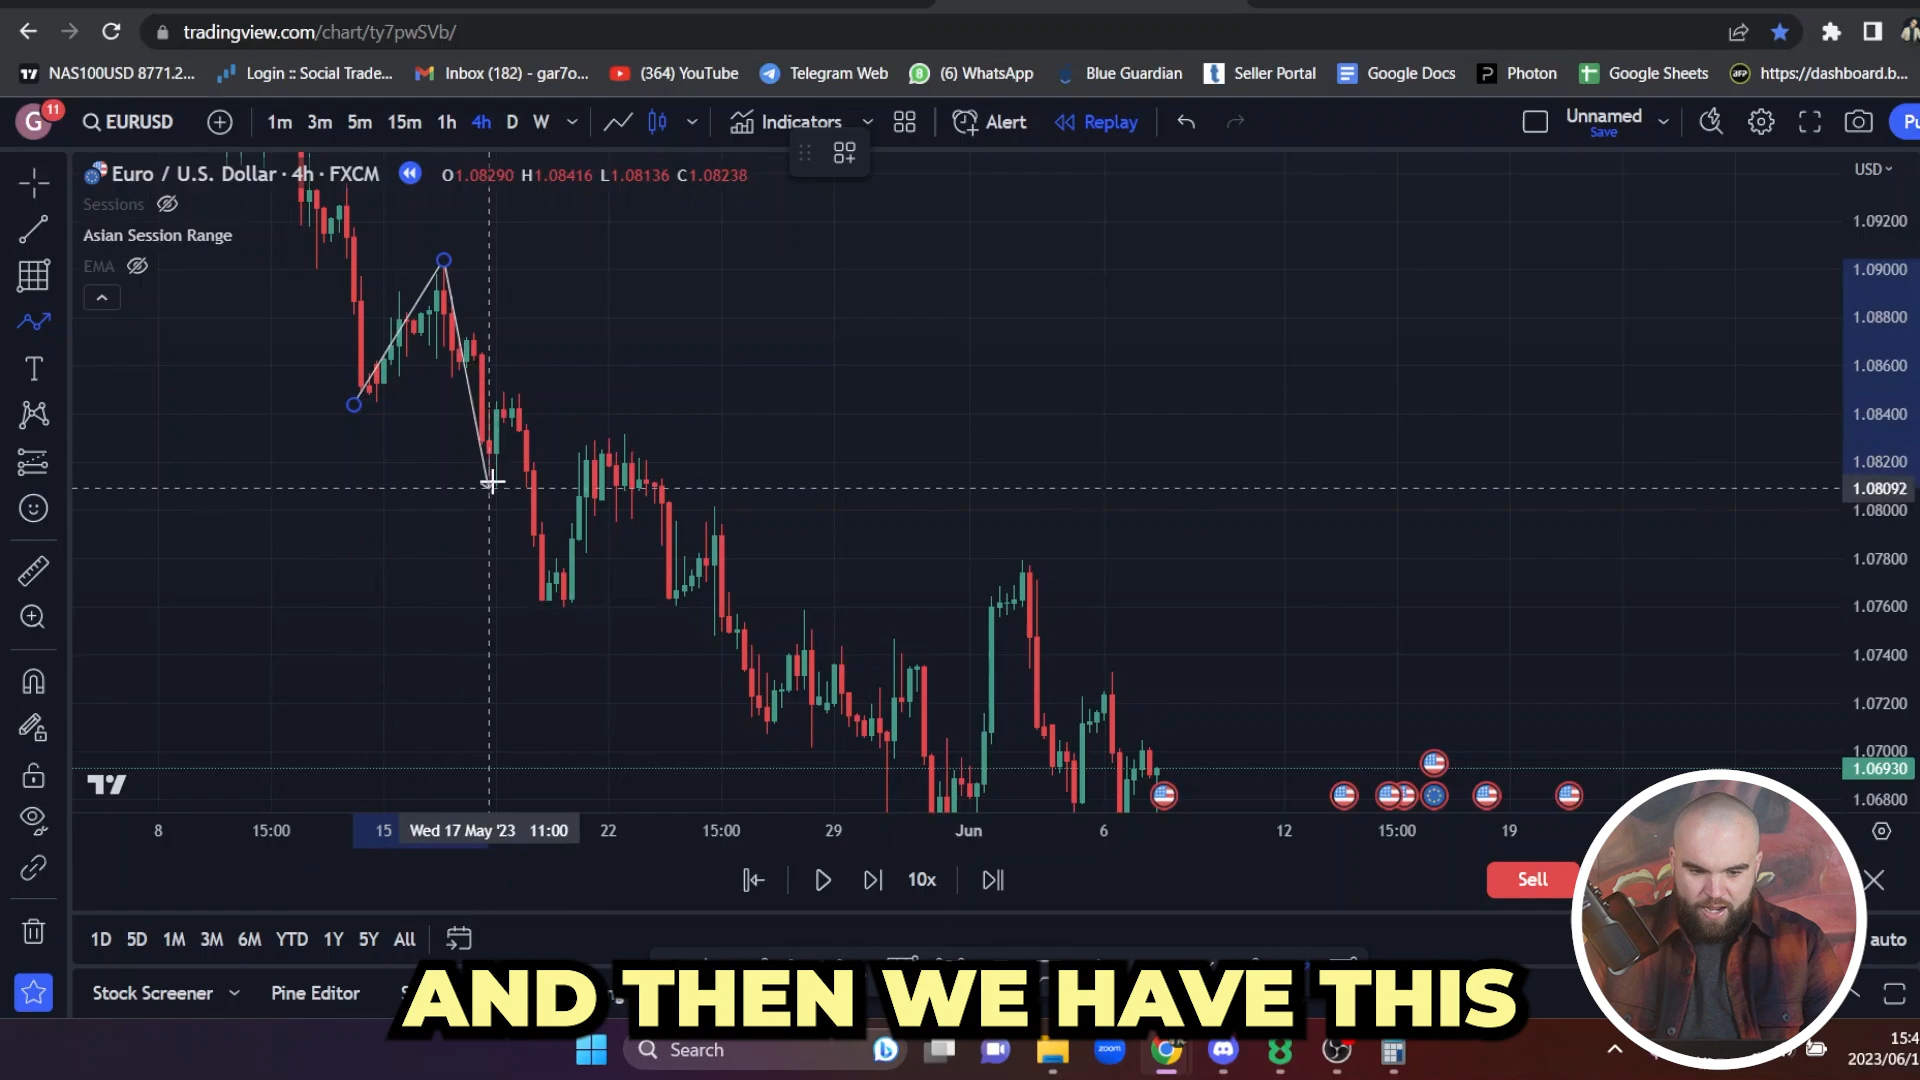 tradingview.com/chart/ty7pwSVb/
NAS100USD 8771.2... Login :: Social Trade... Inbox (182) - gar7o... (364) YouTube Telegram Web (6) WhatsApp Blue Guardian Seller Portal Google Docs Photon Google Sheets https://dashboard.b...
G 11 EURUSD 1m 3m 5m 15m 1h 4h D W Indicators Alert Replay Unnamed Save Pu
Euro / U.S. Dollar · 4h · FXCM O1.08290 H1.08416 L1.08136 C1.08238 USD
Sessions
Asian Session Range
EMA
1.09200
1.09000
1.08800
1.08600
1.08400
1.08200
1.08092
1.08000
1.07800
1.07600
1.07400
1.07200
1.07000
1.06930
1.06800
8 15:00 15 Wed 17 May '23 11:00 22 15:00 29 Jun 6 12 15:00 19
10x Sell
1D 5D 1M 3M 6M YTD 1Y 5Y All auto
Stock Screener Pine Editor
AND THEN WE HAVE THIS
Search zoom 15:4
2023/06/1